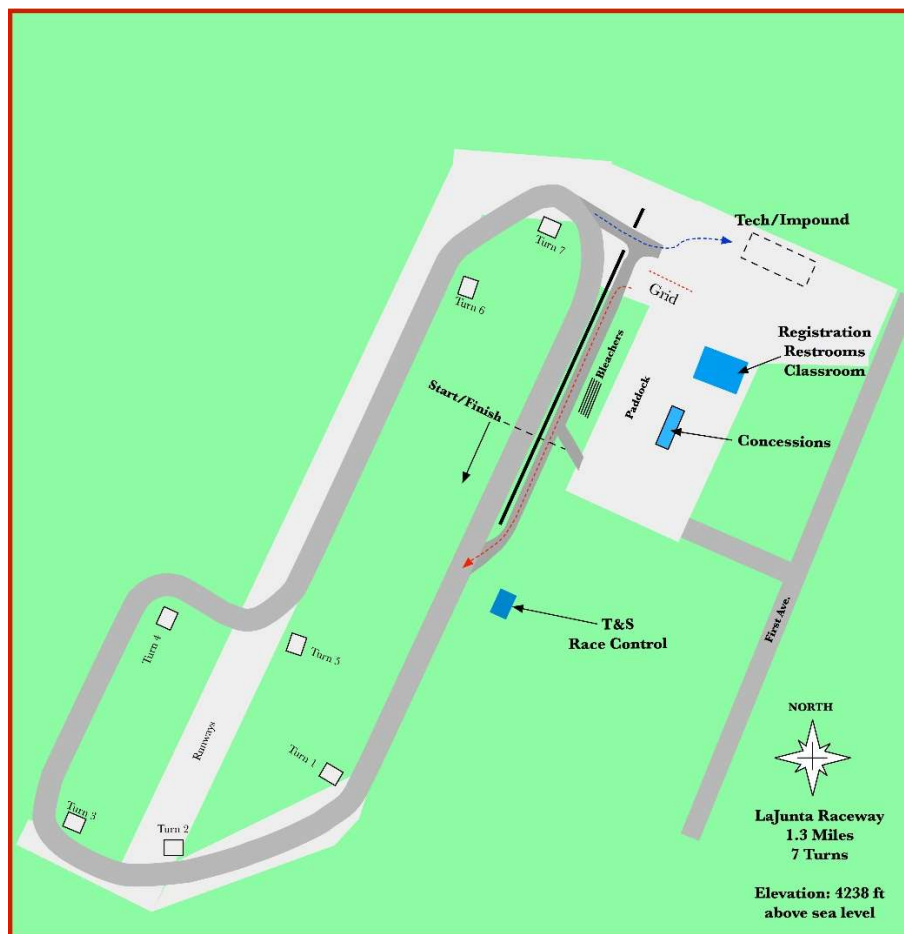 Tech/Impound
Turn 7
Grid
Turn 6
Registration
Restrooms
Classroom
Bleachers
Start/Finish
Paddock
Concessions
First Ave.
T&S
Race Control
Turn 4
Turn 5
Runways
NORTH
Turn 1
Turn 3
Turn 2
LaJunta Raceway
1.3 Miles
7 Turns
Elevation: 4238 ft
above sea level